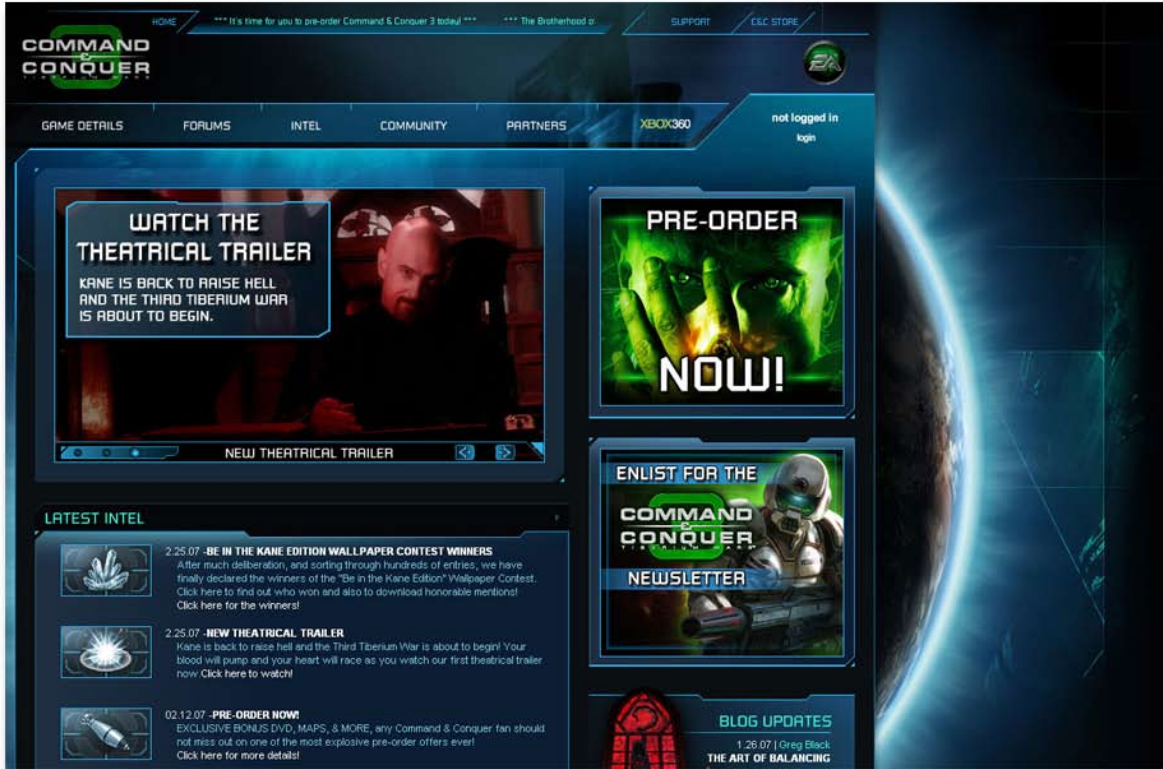 HOME
*** It's time for you to pre-order Command & Conquer 3 today! *** *** The Brotherhood o
SUPPORT
C&C STORE
COMMAND
&
CONQUER
TIBERIUM WARS
EA
GAME DETAILS
FORUMS
INTEL
COMMUNITY
PARTNERS
XBOX360
not logged in
login
WATCH THE
THEATRICAL TRAILER
KANE IS BACK TO RAISE HELL
AND THE THIRD TIBERIUM WAR
IS ABOUT TO BEGIN.
NEW THEATRICAL TRAILER
PRE-ORDER
NOW!
ENLIST FOR THE
COMMAND
&
CONQUER
TIBERIUM WARS
NEWSLETTER
LATEST INTEL
2.25.07 -BE IN THE KANE EDITION WALLPAPER CONTEST WINNERS
After much deliberation, and sorting through hundreds of entries, we have
finally declared the winners of the "Be in the Kane Edition" Wallpaper Contest.
Click here to find out who won and also to download honorable mentions!
Click here for the winners!
2.25.07 -NEW THEATRICAL TRAILER
Kane is back to raise hell and the Third Tiberium War is about to begin! Your
blood will pump and your heart will race as you watch our first theatrical trailer
now.Click here to watch!
02.12.07 -PRE-ORDER NOW!
EXCLUSIVE BONUS DVD, MAPS, & MORE, any Command & Conquer fan should
not miss out on one of the most explosive pre-order offers ever!
Click here for more details!
BLOG UPDATES
1.26.07 | Greg Black
THE ART OF BALANCING